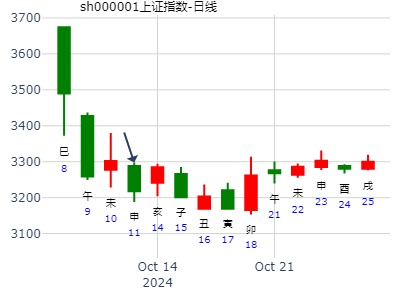 sh000001上证指数-日线
3700
3600
3500
3400
3300
3200
3100
巳
8
午
9
未
10
申
11
亥
14
子
15
丑
16
寅
17
卯
18
午
21
未
22
申
23
酉
24
戌
25
Oct 14
2024
Oct 21